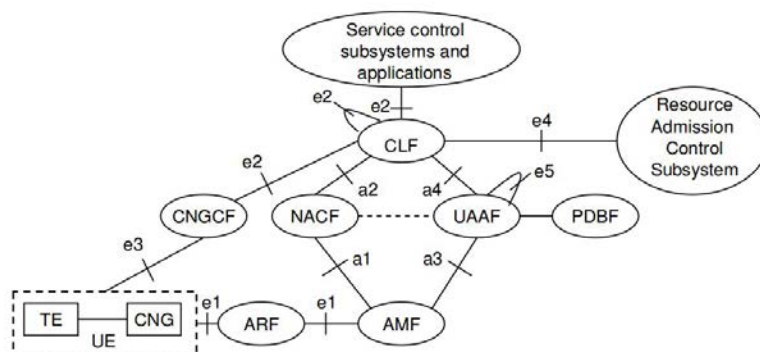 Service control
subsystems and
applications
e2
e2
e4
Resource
Admission
Control
Subsystem
CLF
e2
a2
a4
e5
CNGCF
NACF
UAAF
PDBF
e3
a1
a3
TE
CNG
UE
e1
ARF
e1
AMF